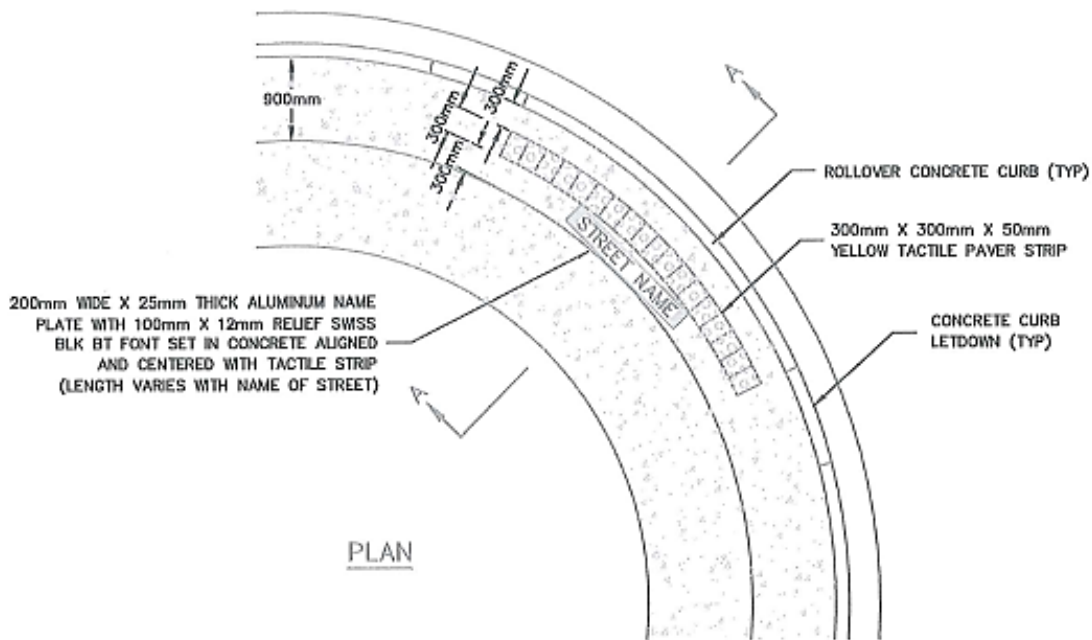 900mm
300mm
300mm
300mm
A
ROLLOVER CONCRETE CURB (TYP)
300mm X 300mm X 50mm
YELLOW TACTILE PAVER STRIP
STREET NAME
200mm WIDE X 25mm THICK ALUMINUM NAME
PLATE WITH 100mm X 12mm RELIEF SWISS
BLK BT FONT SET IN CONCRETE ALIGNED
AND CENTERED WITH TACTILE STRIP
(LENGTH VARIES WITH NAME OF STREET)
CONCRETE CURB
LETDOWN (TYP)
A
PLAN